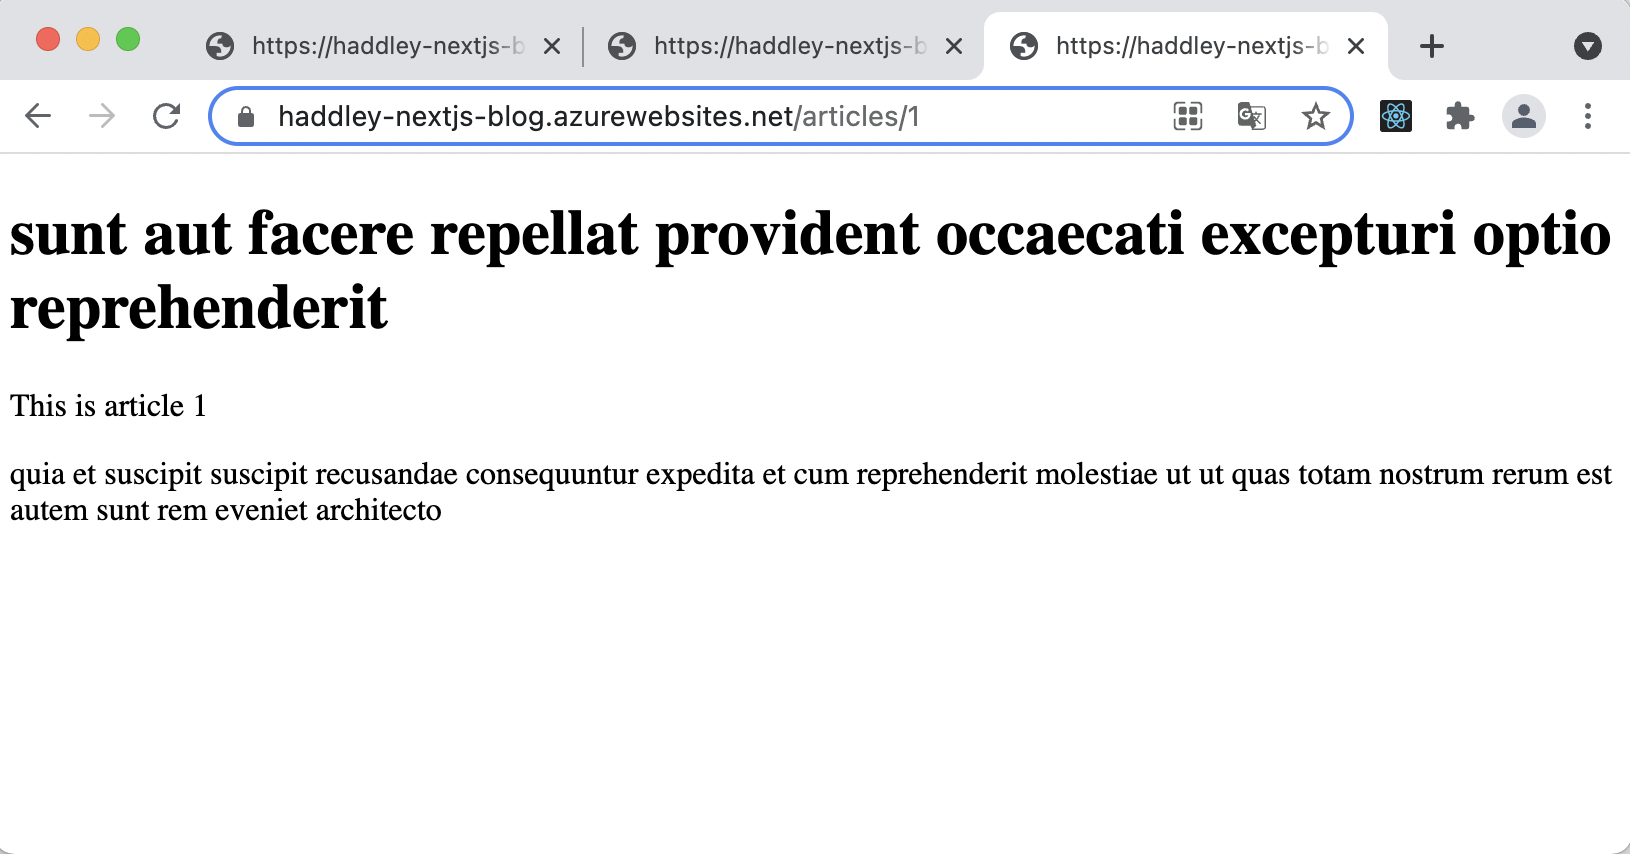 https://haddley-nextjs-b
https://haddley-nextjs-b
https://haddley-nextjs-b
haddley-nextjs-blog.azurewebsites.net/articles/1
sunt aut facere repellat provident occaecati excepturi optio
reprehenderit
This is article 1
quia et suscipit suscipit recusandae consequuntur expedita et cum reprehenderit molestiae ut ut quas totam nostrum rerum est
autem sunt rem eveniet architecto